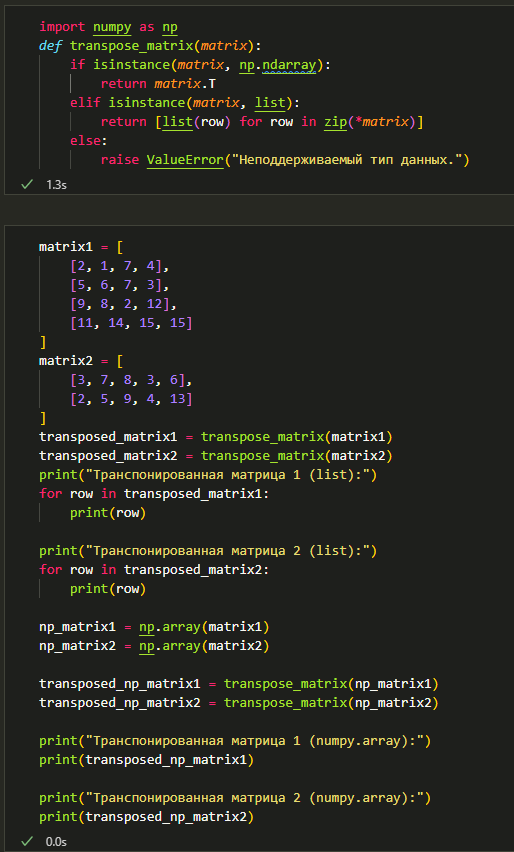 import numpy as np
def transpose_matrix(matrix):
    if isinstance(matrix, np.ndarray):
        return matrix.T
    elif isinstance(matrix, list):
        return [list(row) for row in zip(*matrix)]
    else:
        raise ValueError("Неподдерживаемый тип данных.")
1.3s
matrix1 = [
    [2, 1, 7, 4],
    [5, 6, 7, 3],
    [9, 8, 2, 12],
    [11, 14, 15, 15]
]
matrix2 = [
    [3, 7, 8, 3, 6],
    [2, 5, 9, 4, 13]
]
transposed_matrix1 = transpose_matrix(matrix1)
transposed_matrix2 = transpose_matrix(matrix2)
print("Транспонированная матрица 1 (list):")
for row in transposed_matrix1:
    print(row)

print("Транспонированная матрица 2 (list):")
for row in transposed_matrix2:
    print(row)

np_matrix1 = np.array(matrix1)
np_matrix2 = np.array(matrix2)

transposed_np_matrix1 = transpose_matrix(np_matrix1)
transposed_np_matrix2 = transpose_matrix(np_matrix2)

print("Транспонированная матрица 1 (numpy.array):")
print(transposed_np_matrix1)

print("Транспонированная матрица 2 (numpy.array):")
print(transposed_np_matrix2)
0.0s